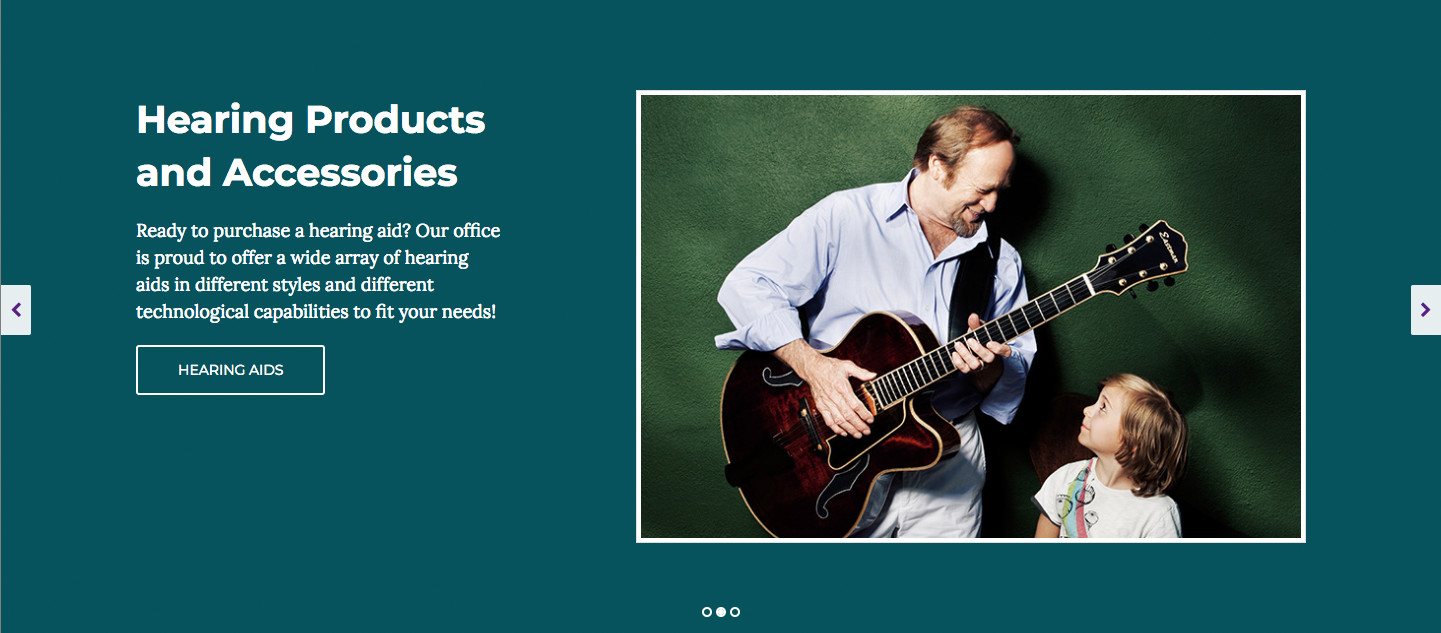 Hearing Products
and Accessories
Ready to purchase a hearing aid? Our office
is proud to offer a wide array of hearing
aids in different styles and different
technological capabilities to fit your needs!
HEARING AIDS
Eastman